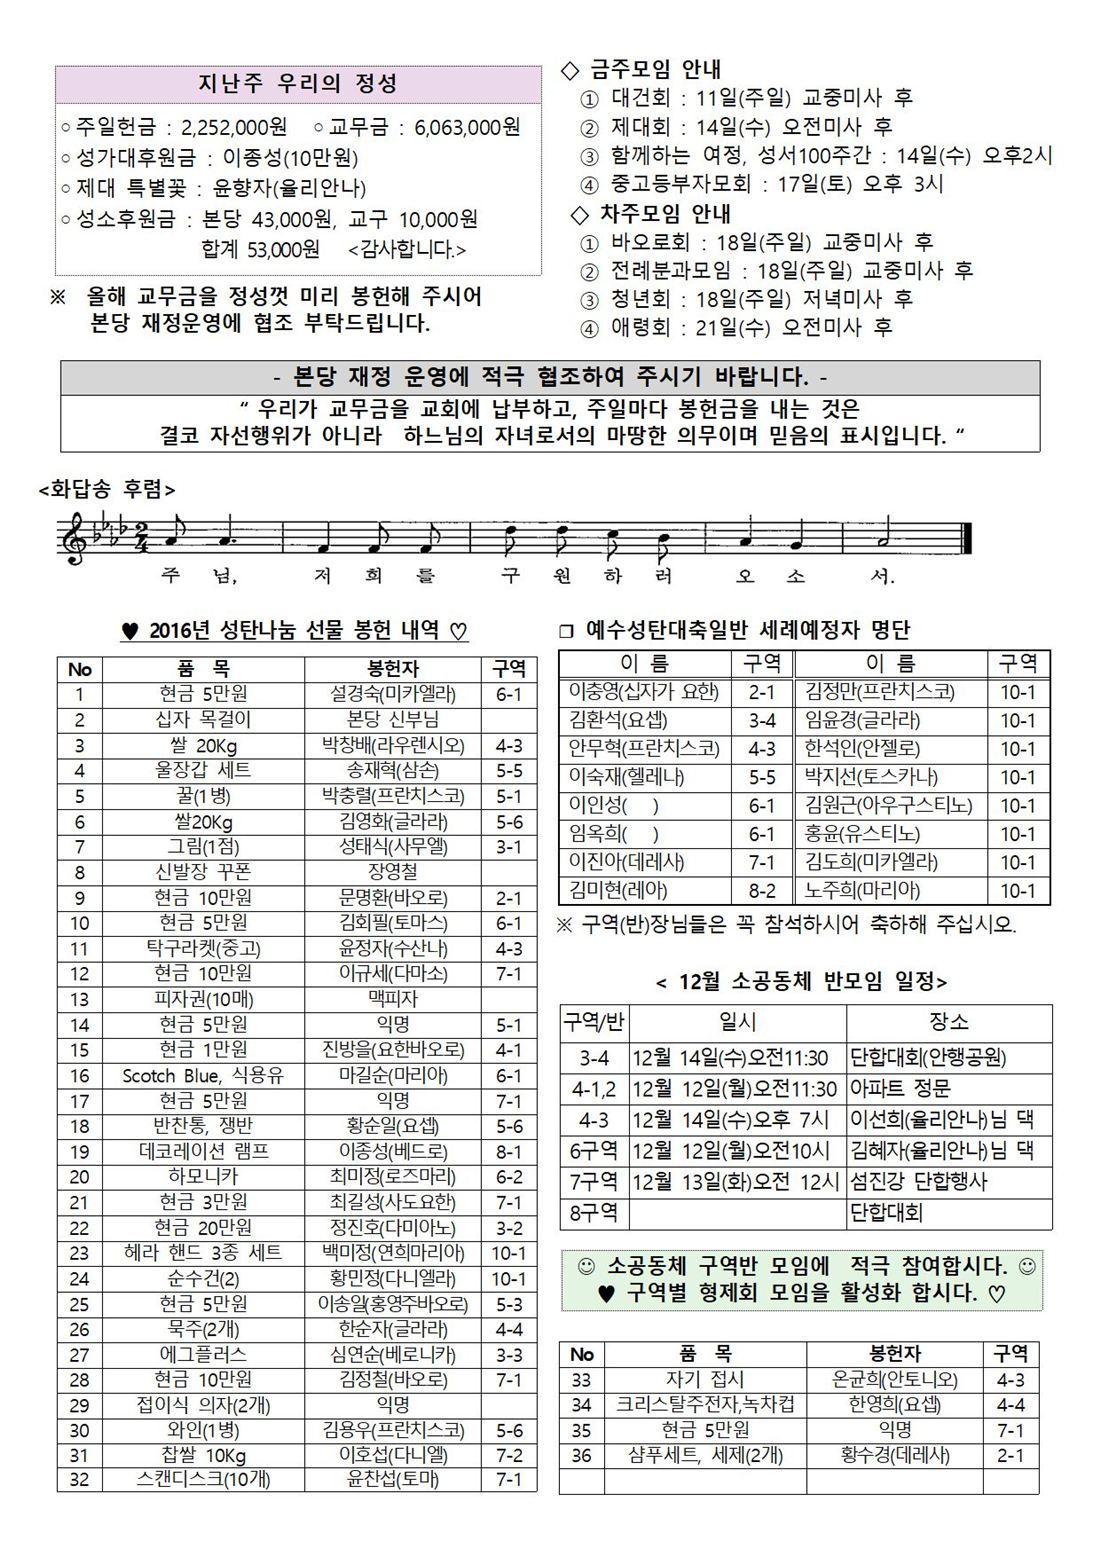 지난주 우리의 정성
○ 주일헌금 : 2,252,000원 ○ 교무금 : 6,063,000원
○ 성가대후원금 : 이종성(10만원)
○ 제대 특별꽃 : 윤향자(율리안나)
○ 성소후원금 : 본당 43,000원, 교구 10,000원
합계 53,000원 <감사합니다.>
※ 올해 교무금을 정성껏 미리 봉헌해 주시어
본당 재정운영에 협조 부탁드립니다.
◇ 금주모임 안내
① 대건회 : 11일(주일) 교중미사 후
② 제대회 : 14일(수) 오전미사 후
③ 함께하는 여정, 성서100주간 : 14일(수) 오후2시
④ 중고등부자모회 : 17일(토) 오후 3시
◇ 차주모임 안내
① 바오로회 : 18일(주일) 교중미사 후
② 전례분과모임 : 18일(주일) 교중미사 후
③ 청년회 : 18일(주일) 저녁미사 후
④ 애령회 : 21일(수) 오전미사 후
- 본당 재정 운영에 적극 협조하여 주시기 바랍니다. -
“ 우리가 교무금을 교회에 납부하고, 주일마다 봉헌금을 내는 것은
결코 자선행위가 아니라 하느님의 자녀로서의 마땅한 의무이며 믿음의 표시입니다. “
<화답송 후렴>
2/4
주 님, 저 희 를 구 원 하 러 오 소 서.
♥ 2016년 성탄나눔 선물 봉헌 내역 ♡
No 품 목 봉헌자 구역
1 현금 5만원 설경숙(미카엘라) 6-1
2 십자 목걸이 본당 신부님
3 쌀 20Kg 박창배(라우렌시오) 4-3
4 울장갑 세트 송재혁(삼손) 5-5
5 꿀(1병) 박충렬(프란치스코) 5-1
6 쌀20Kg 김영화(글라라) 5-6
7 그림(1점) 성태식(사무엘) 3-1
8 신발장 꾸폰 장영철
9 현금 10만원 문명환(바오로) 2-1
10 현금 5만원 김회필(토마스) 6-1
11 탁구라켓(중고) 윤정자(수산나) 4-3
12 현금 10만원 이규세(다마소) 7-1
13 피자권(10매) 맥피자
14 현금 5만원 익명 5-1
15 현금 1만원 진방을(요한바오로) 4-1
16 Scotch Blue, 식용유 마길순(마리아) 6-1
17 현금 5만원 익명 7-1
18 반찬통, 쟁반 황순일(요셉) 5-6
19 데코레이션 램프 이종성(베드로) 8-1
20 하모니카 최미정(로즈마리) 6-2
21 현금 3만원 최길성(사도요한) 7-1
22 현금 20만원 정진호(다미아노) 3-2
23 헤라 핸드 3종 세트 백미정(연희마리아) 10-1
24 순수건(2) 황민정(다니엘라) 10-1
25 현금 5만원 이송일(홍영주바오로) 5-3
26 묵주(2개) 한순자(글라라) 4-4
27 에그플러스 심연순(베로니카) 3-3
28 현금 10만원 김정철(바오로) 7-1
29 접이식 의자(2개) 익명
30 와인(1병) 김용우(프란치스코) 5-6
31 찹쌀 10Kg 이호섭(다니엘) 7-2
32 스캔디스크(10개) 윤찬섭(토마) 7-1
❒ 예수성탄대축일반 세례예정자 명단
이 름 구역 이 름 구역
이충영(십자가 요한) 2-1 김정만(프란치스코) 10-1
김환석(요셉) 3-4 임윤경(글라라) 10-1
안무혁(프란치스코) 4-3 한석인(안젤로) 10-1
이숙재(헬레나) 5-5 박지선(토스카나) 10-1
이인성( ) 6-1 김원근(아우구스티노) 10-1
임옥희( ) 6-1 홍윤(유스티노) 10-1
이진아(데레사) 7-1 김도희(미카엘라) 10-1
김미현(레아) 8-2 노주희(마리아) 10-1
※ 구역(반)장님들은 꼭 참석하시어 축하해 주십시오.
< 12월 소공동체 반모임 일정>
구역/반 일시 장소
3-4 12월 14일(수)오전11:30 단합대회(안행공원)
4-1,2 12월 12일(월)오전11:30 아파트 정문
4-3 12월 14일(수)오후 7시 이선희(율리안나)님 댁
6구역 12월 12일(월)오전10시 김혜자(율리안나)님 댁
7구역 12월 13일(화)오전 12시 섬진강 단합행사
8구역 단합대회
☺ 소공동체 구역반 모임에 적극 참여합시다. ☺
♥ 구역별 형제회 모임을 활성화 합시다. ♡
No 품 목 봉헌자 구역
33 자기 접시 온균희(안토니오) 4-3
34 크리스탈주전자,녹차컵 한영희(요셉) 4-4
35 현금 5만원 익명 7-1
36 샴푸세트, 세제(2개) 황수경(데레사) 2-1